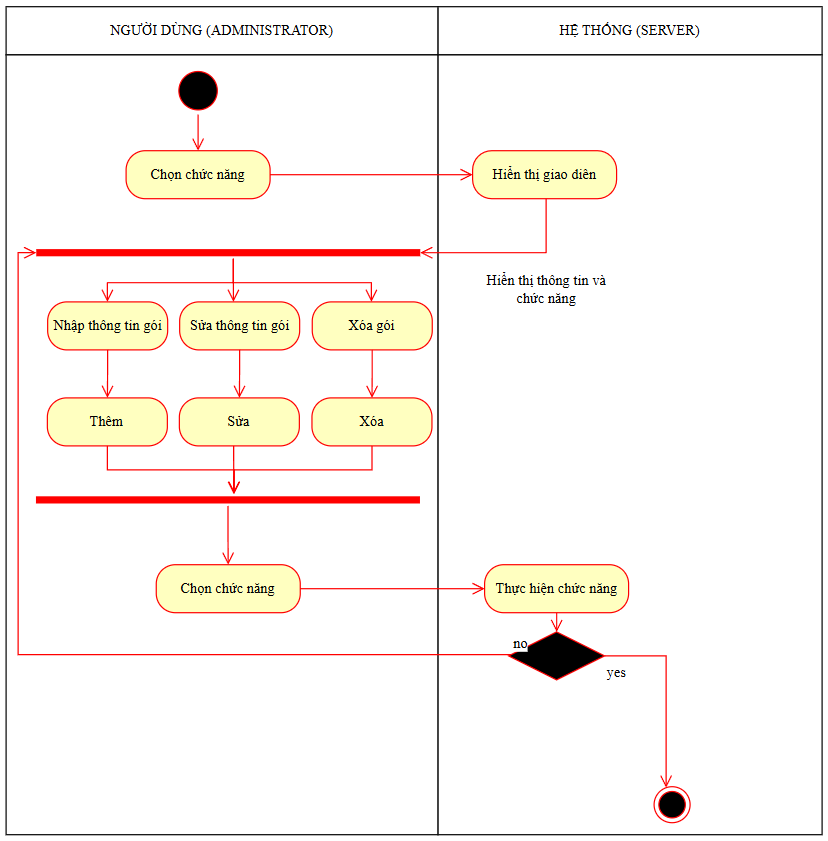 NGƯỜI DÙNG (ADMINISTRATOR)
HỆ THỐNG (SERVER)
Chọn chức năng
Hiển thị giao diên
Hiển thị thông tin và
chức năng
Nhập thông tin gói
Sửa thông tin gói
Xóa gói
Thêm
Sửa
Xóa
Chọn chức năng
Thực hiện chức năng
no
yes